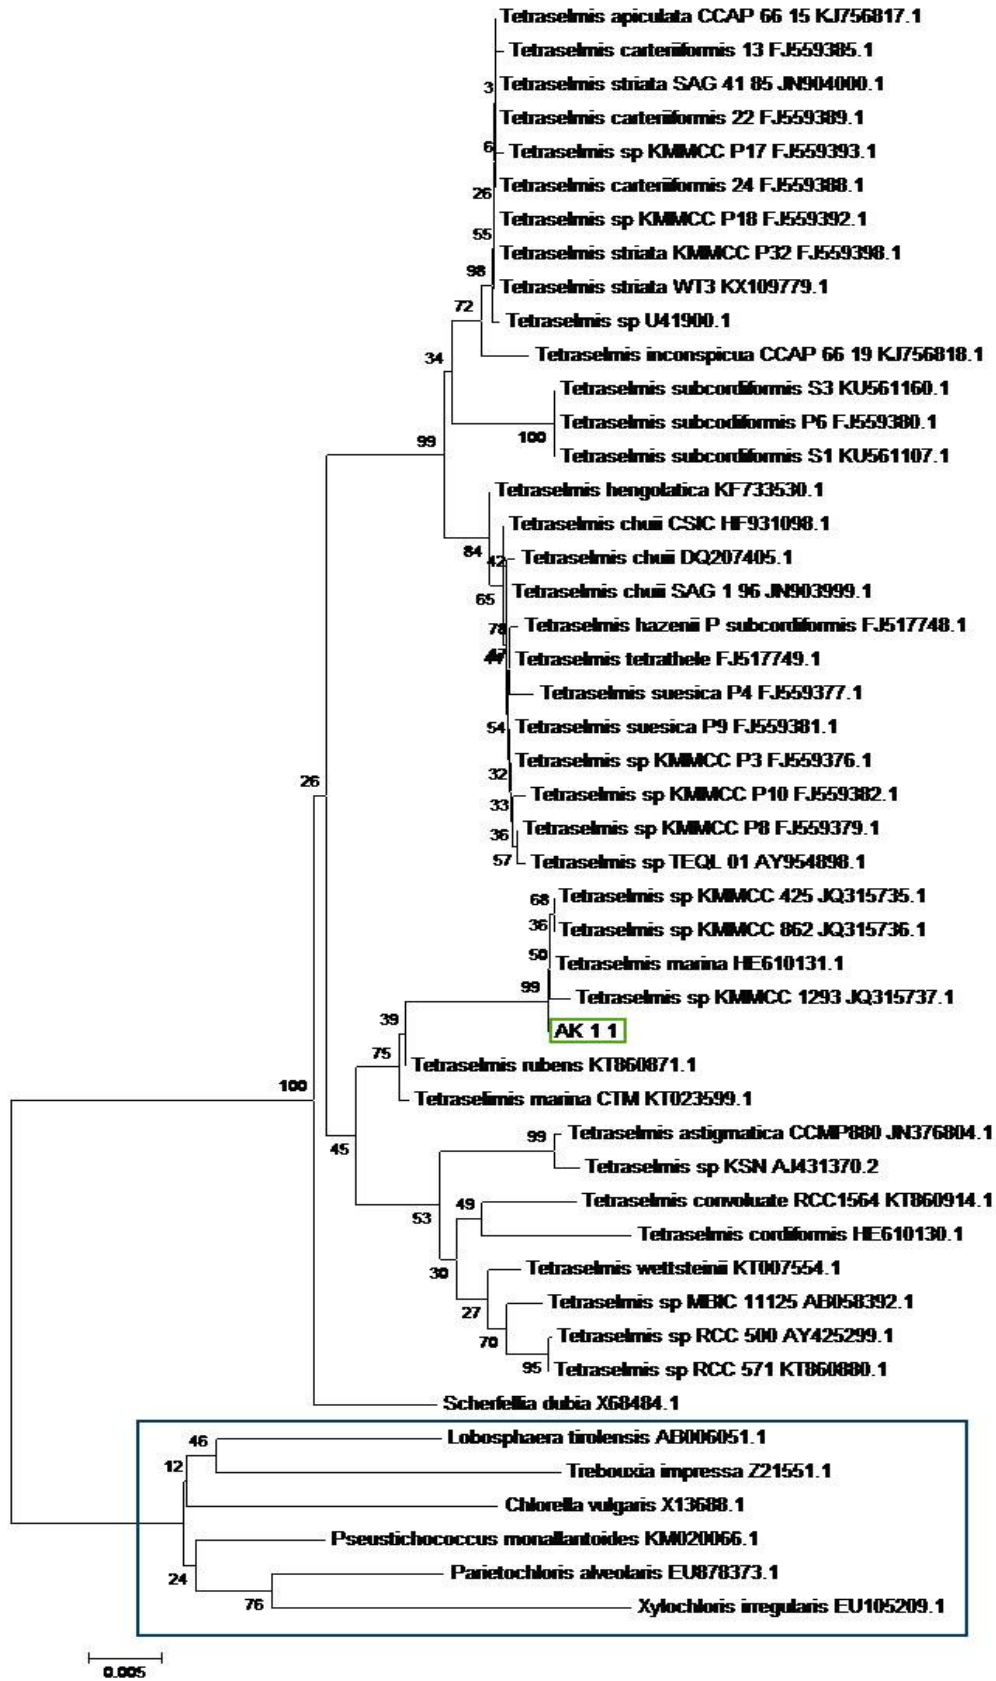 Tetraselmis apiculata CCAP 66 15 KJ756817.1
Tetraselmis carteriiformis 13 FJ559385.1
3
Tetraselmis striata SAG 41 85 JN904000.1
Tetraselmis carteriiformis 22 FJ559389.1
6
Tetraselmis sp KMMCC P17 FJ559393.1
26
Tetraselmis carteriiformis 24 FJ559388.1
55
Tetraselmis sp KMMCC P18 FJ559392.1
98
Tetraselmis striata KMMCC P32 FJ559398.1
72
Tetraselmis striata WT3 KX109779.1
Tetraselmis sp U41900.1
34
Tetraselmis inconspicua CCAP 66 19 KJ756818.1
Tetraselmis subcordiformis S3 KU561160.1
Tetraselmis subcodiformis P6 FJ559380.1
99
100
Tetraselmis subcordiformis S1 KU561107.1
Tetraselmis hengolatica KF733530.1
Tetraselmis chuii CSIC HF931098.1
84
42
Tetraselmis chuii DQ207405.1
65
Tetraselmis chuii SAG 1 96 JN903999.1
78
Tetraselmis hazenii P subcordiformis FJ517748.1
Tetraselmis tetrathele FJ517749.1
Tetraselmis suesica P4 FJ559377.1
54
Tetraselmis suesica P9 FJ559381.1
32
Tetraselmis sp KMMCC P3 FJ559376.1
26
33
Tetraselmis sp KMMCC P10 FJ559382.1
36
Tetraselmis sp KMMCC P8 FJ559379.1
57
Tetraselmis sp TEQL 01 AY954898.1
68
Tetraselmis sp KMMCC 425 JQ315735.1
36
Tetraselmis sp KMMCC 862 JQ315736.1
50
Tetraselmis marina HE610131.1
99
Tetraselmis sp KMMCC 1293 JQ315737.1
39
AK 1 1
75
Tetraselmis rubens KT860871.1
100
Tetraselimis marina CTM KT023599.1
45
99
Tetraselmis astigmatica CCMP880 JN376804.1
Tetraselmis sp KSN AJ431370.2
53
49
Tetraselmis convoluate RCC1564 KT860914.1
Tetraselmis cordiformis HE610130.1
30
Tetraselmis wettsteinii KT007554.1
27
Tetraselmis sp MBIC 11125 AB058392.1
70
Tetraselmis sp RCC 500 AY425299.1
95
Tetraselmis sp RCC 571 KT860880.1
Scherfellia dubia X68484.1
46
Lobosphaera tirolensis AB006051.1
12
Trebouxia impressa Z21551.1
Chlorella vulgaris X13688.1
Pseustichococcus monallantoides KM020066.1
24
Parietochloris alveolaris EU878373.1
76
Xylochloris irregularis EU105209.1
0.005